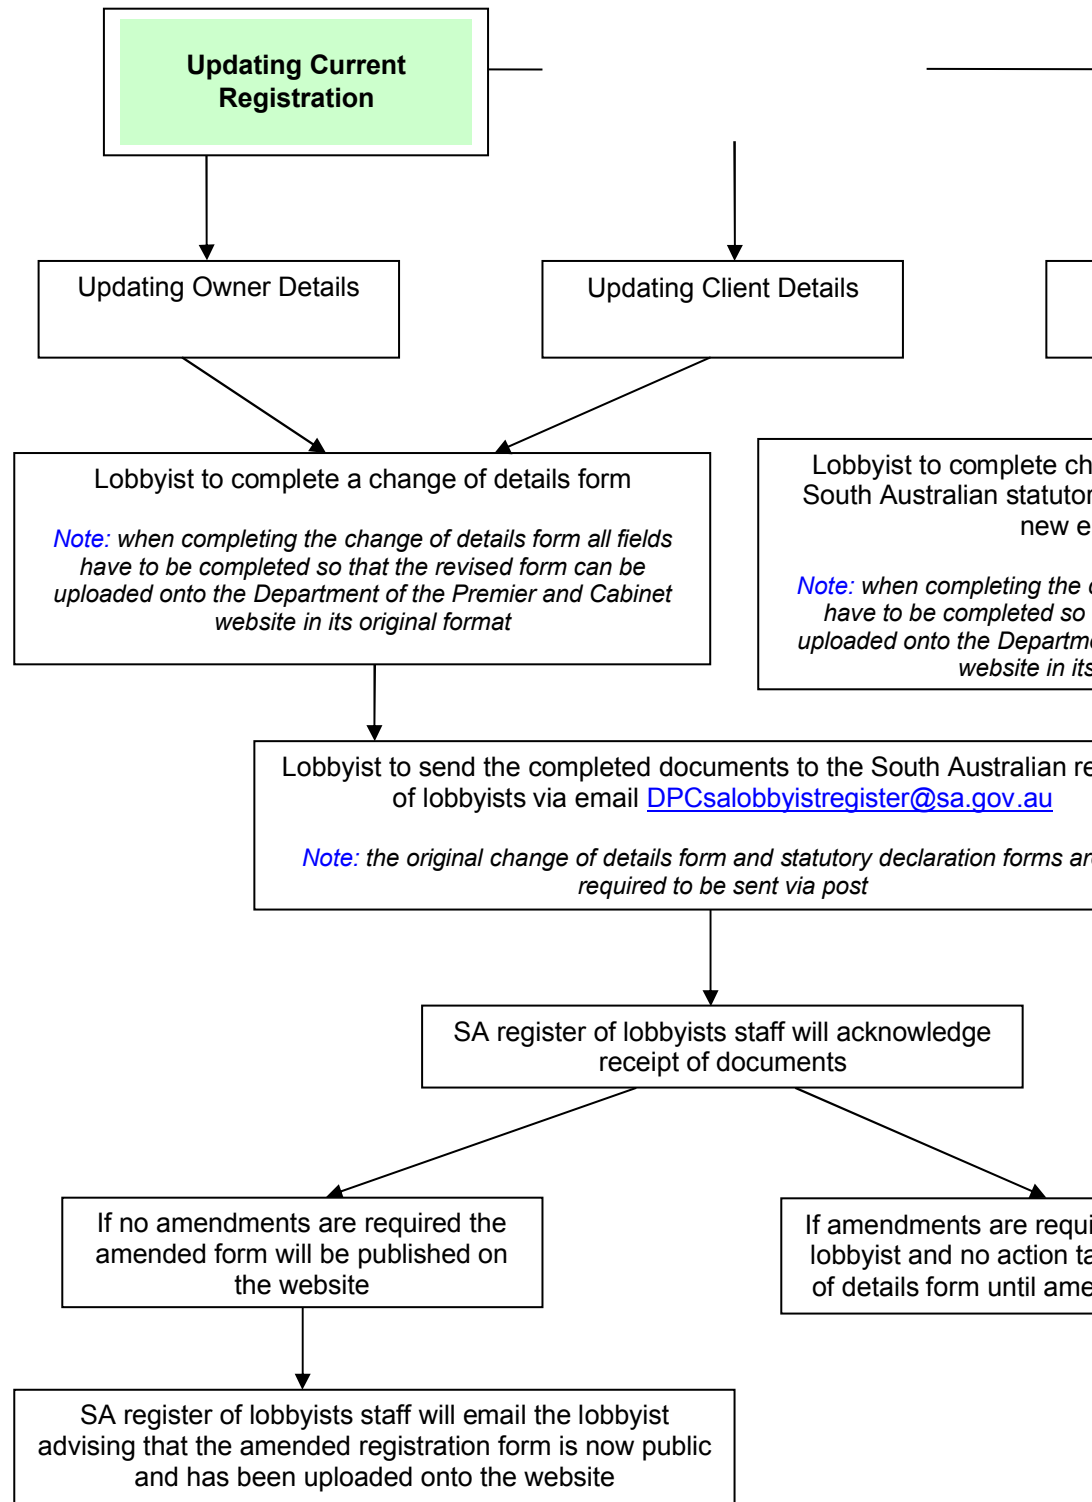 Updating Current
Registration
Updating Owner Details
Updating Client Details
Lobbyist to complete a change of details form
Note: when completing the change of details form all fields
have to be completed so that the revised form can be
uploaded onto the Department of the Premier and Cabinet
website in its original format
Lobbyist to complete
South Australian
new
Note: when completing the
have to be completed so
uploaded onto the
website in its
Lobbyist to send the completed documents to the South Australian
of lobbyists via email DPCsalobbyistregister@sa.gov.au
Note: the original change of details form and statutory declaration forms
required to be sent via post
SA register of lobbyists staff will acknowledge
receipt of documents
If no amendments are required the
amended form will be published on
the website
If amendments are
lobbyist and no action
of details form until
SA register of lobbyists staff will email the lobbyist
advising that the amended registration form is now public
and has been uploaded onto the website